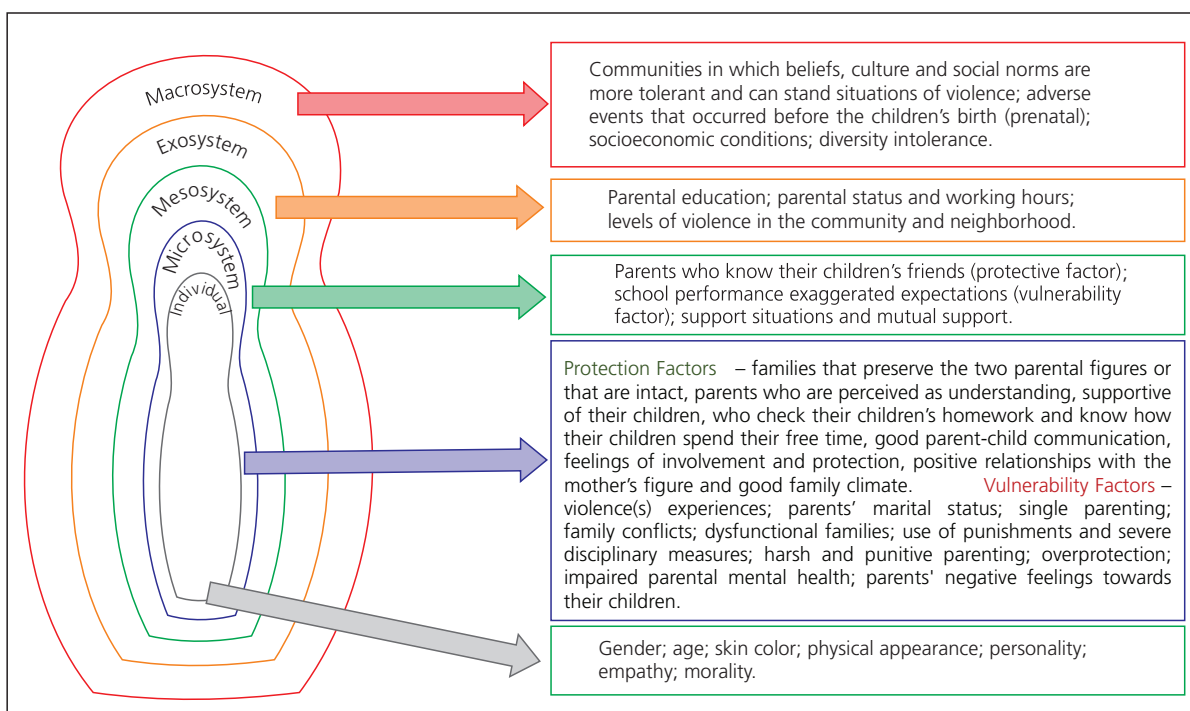 Macrosystem
Exosystem
Mesosystem
Microsystem
Individual
Communities in which beliefs, culture and social norms are
more tolerant and can stand situations of violence; adverse
events that occurred before the children's birth (prenatal);
socioeconomic conditions; diversity intolerance.
Parental education; parental status and working hours;
levels of violence in the community and neighborhood.
Parents who know their children's friends (protective factor);
school performance exaggerated expectations (vulnerability
factor); support situations and mutual support.
Protection Factors – families that preserve the two parental figures or
that are intact, parents who are perceived as understanding, supportive
of their children, who check their children's homework and know how
their children spend their free time, good parent-child communication,
feelings of involvement and protection, positive relationships with the
mother's figure and good family climate. Vulnerability Factors –
violence(s) experiences; parents' marital status; single parenting;
family conflicts; dysfunctional families; use of punishments and severe
disciplinary measures; harsh and punitive parenting; overprotection;
impaired parental mental health; parents' negative feelings towards
their children.
Gender; age; skin color; physical appearance; personality;
empathy; morality.